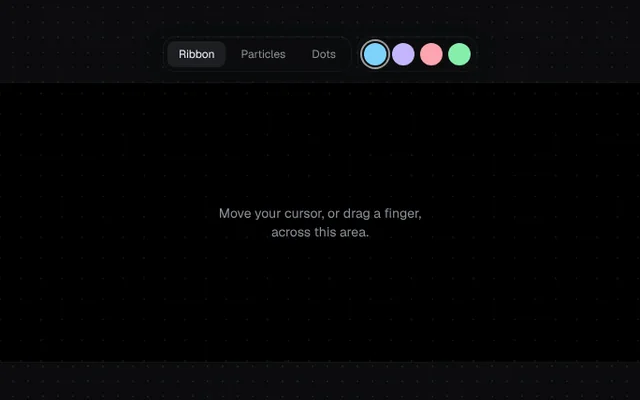 Ribbon
Particles
Dots
Move your cursor, or drag a finger,
across this area.